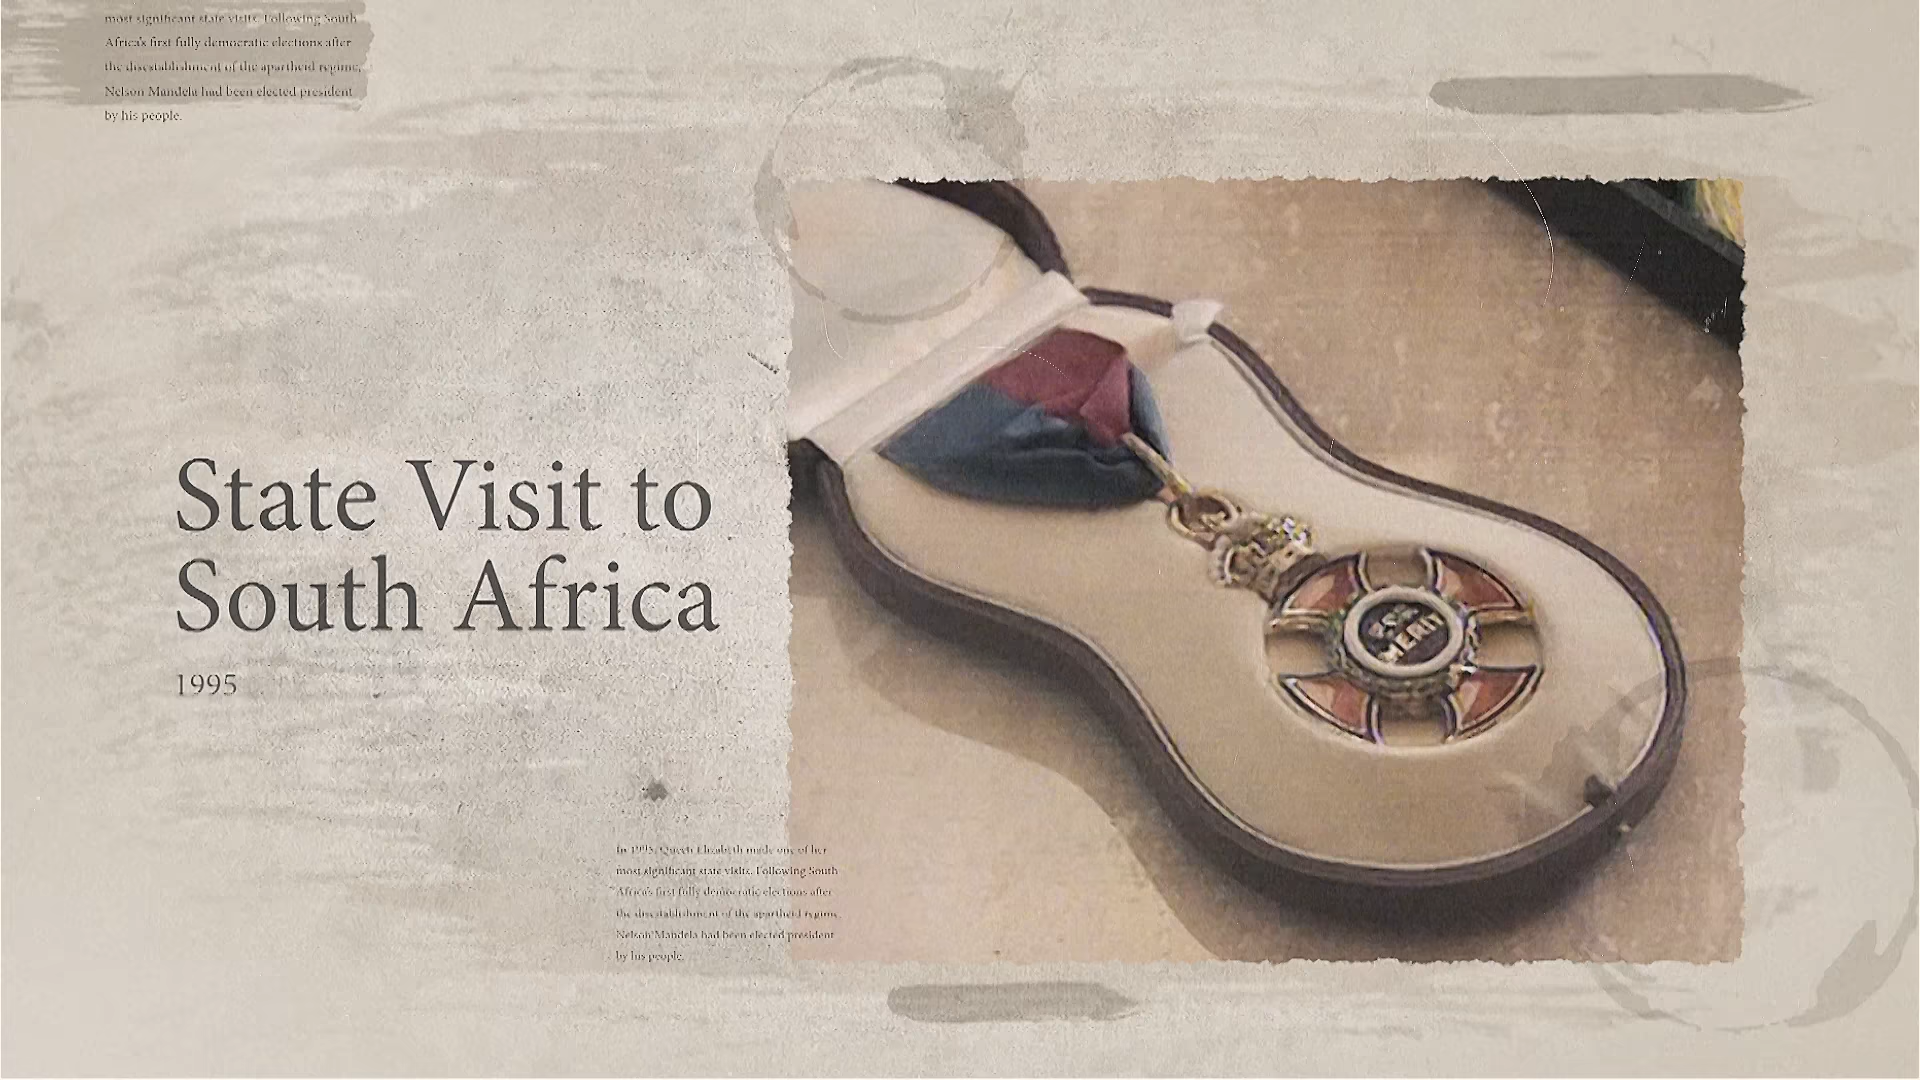 most significant state visits. Following South
Africa's first fully democratic elections after
the disestablishment of the apartheid regime,
Nelson Mandela had been elected president
by his people.
State Visit to
South Africa
1995
FOR
MERIT
In 1995, Queen Elizabeth made one of her
most significant state visits. Following South
Africa's first fully democratic elections after
the disestablishment of the apartheid regime,
Nelson Mandela had been elected president
by his people.